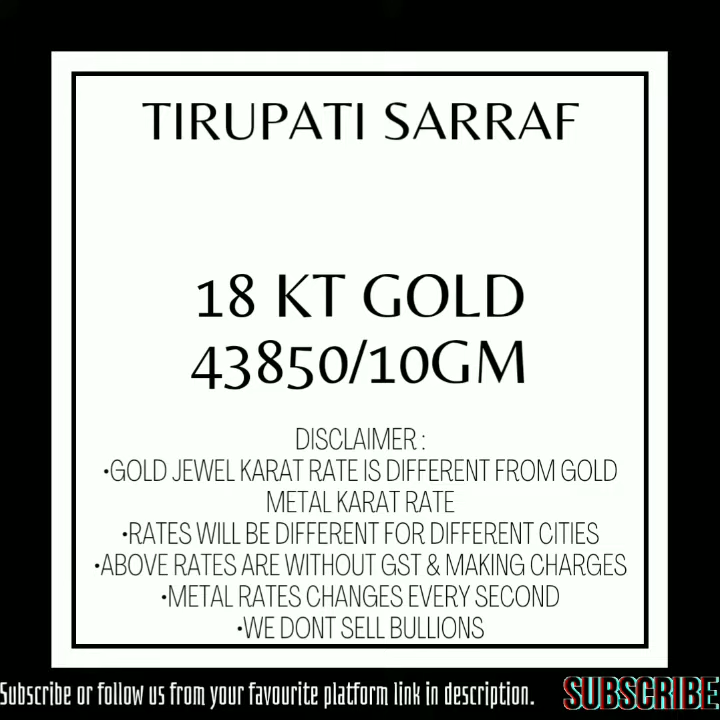 TIRUPATI SARRAF
18 KT GOLD
43850/10GM
DISCLAIMER :
•GOLD JEWEL KARAT RATE IS DIFFERENT FROM GOLD
METAL KARAT RATE
•RATES WILL BE DIFFERENT FOR DIFFERENT CITIES
•ABOVE RATES ARE WITHOUT GST & MAKING CHARGES
•METAL RATES CHANGES EVERY SECOND
•WE DONT SELL BULLIONS
Subscribe or follow us from your favourite platform link in description. SUBSCRIBE